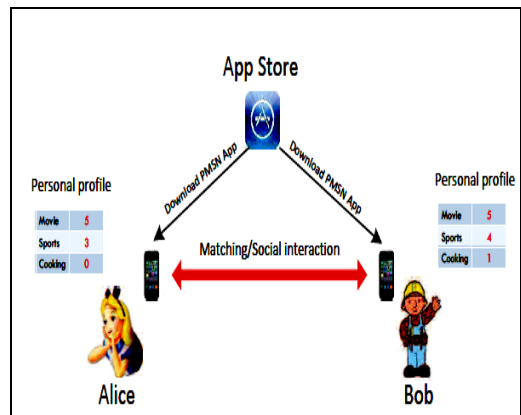 App Store
Download PMSN App
Download PMSN App
Personal profile
Movie 5
Sports 3
Cooking 0
Personal profile
Movie 5
Sports 4
Cooking 1
Matching/Social interaction
Alice
Bob